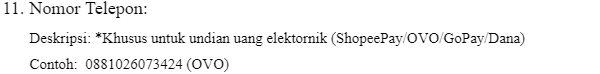 11. Nomor Telepon:
Deskripsi: *Khusus untuk undian uang elektornik (ShopeePay/OVO/GoPay/Dana)
Contoh: 0881026073424 (OVO)